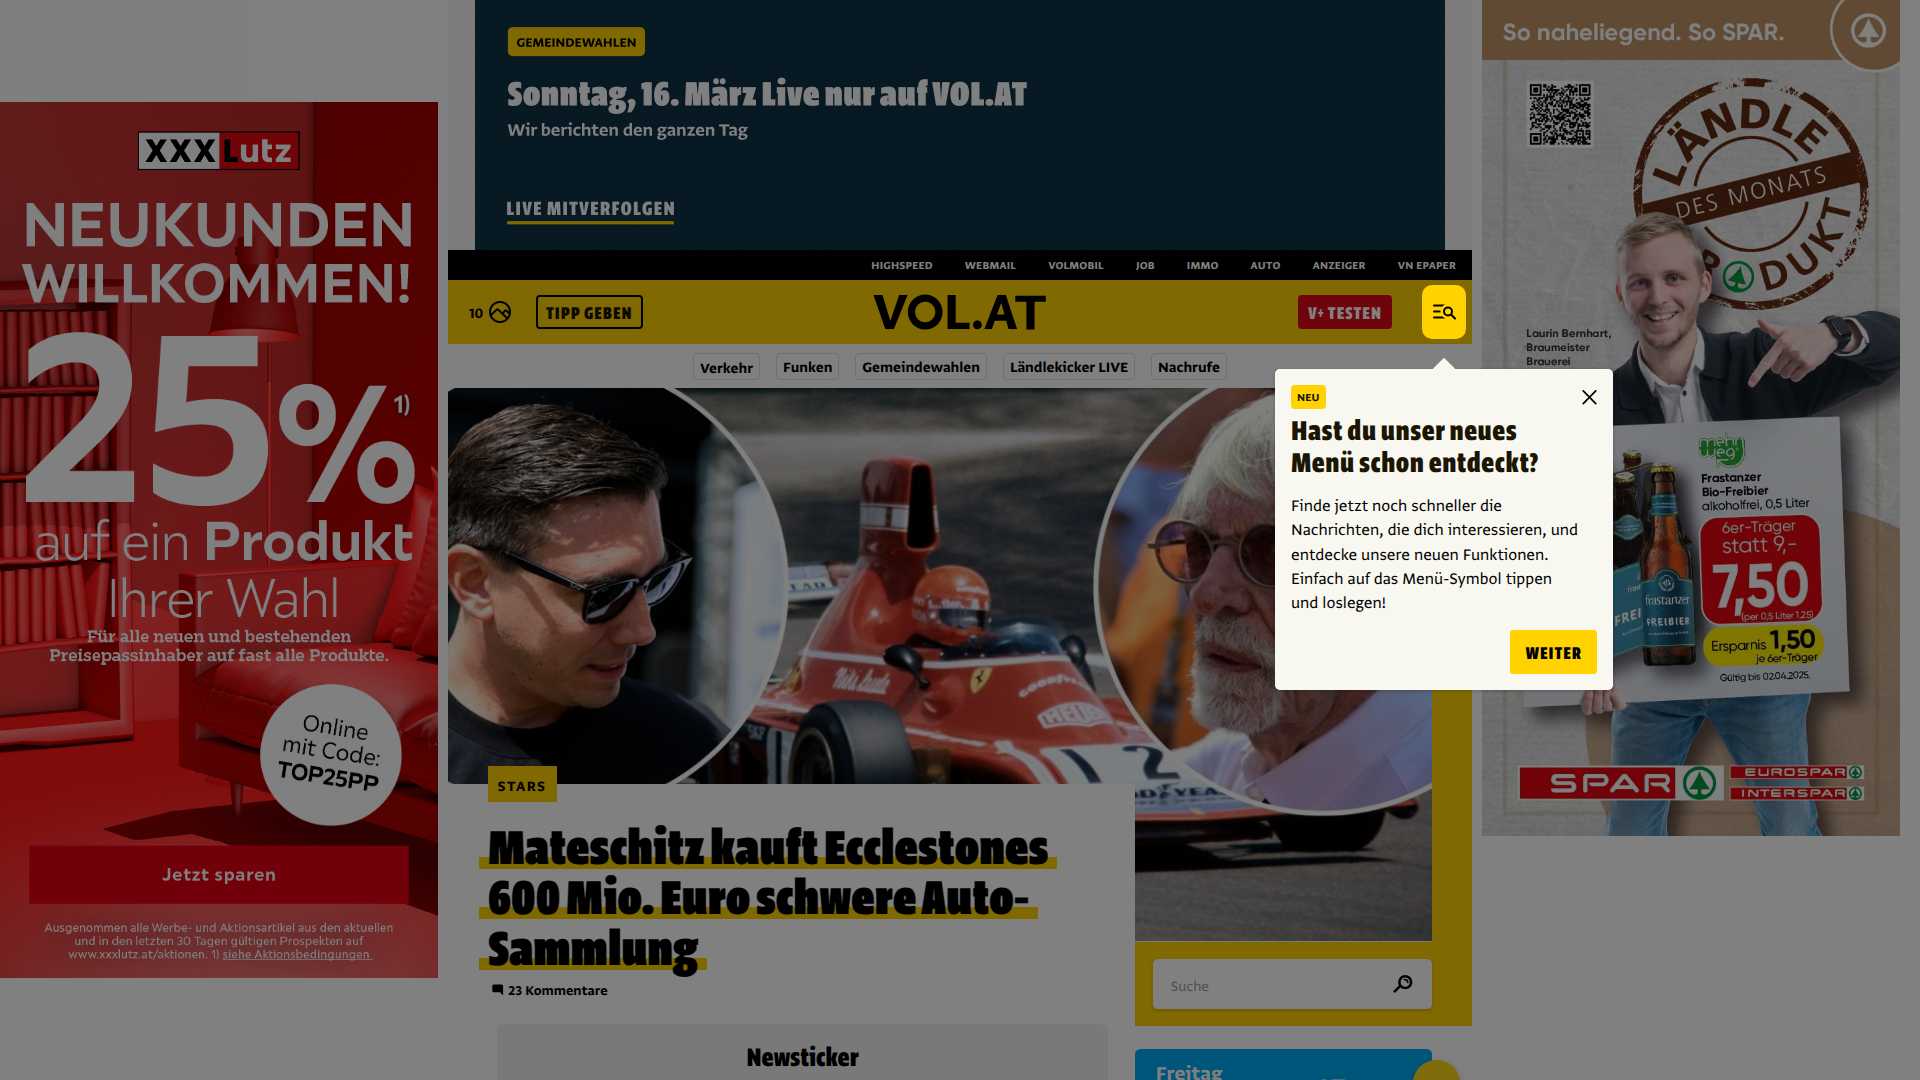 GEMEINDEWAHLEN
Sonntag, 16. März Live nur auf VOL.AT
Wir berichten den ganzen Tag
LIVE MITVERFOLGEN
HIGHSPEED WEBMAIL VOLMOBIL JOB IMMO AUTO ANZEIGER VN EPAPER
10 TIPP GEBEN VOL.AT V+ TESTEN
Verkehr Funken Gemeindewahlen Ländlekicker LIVE Nachrufe
XXXLutz
NEUKUNDEN
WILLKOMMEN!
25% 1)
auf ein Produkt
Ihrer Wahl
Für alle neuen und bestehenden
Preisepassinhaber auf fast alle Produkte.
Online
mit Code:
TOP25PP
Jetzt sparen
Ausgenommen alle Werbe- und Aktionsartikel aus den aktuellen
und in den letzten 30 Tagen gültigen Prospekten auf
www.xxxlutz.at/aktionen. 1) siehe Aktionsbedingungen
NEU
Hast du unser neues
Menü schon entdeckt?
Finde jetzt noch schneller die
Nachrichten, die dich interessieren, und
entdecke unsere neuen Funktionen.
Einfach auf das Menü-Symbol tippen
und loslegen!
WEITER
Niki Lauda
goodyear
HEUER
12
STARS
Mateschitz kauft Ecclestones
600 Mio. Euro schwere Auto-
Sammlung
23 Kommentare
Newsticker
Suche
Freitag
So naheliegend. So SPAR.
LÄNDLE
DES MONATS
PRODUKT
Laurin Bernhart,
Braumeister
Brauerei
mehr
weg
Frastanzer
Bio-Freibier
alkoholfrei, 0,5 Liter
6er-Träger
statt 9,-
7,50
(per 0,5 Liter 1,25)
Ersparnis 1,50
je 6er-Träger
Gültig bis 02.04.2025.
frastanzer
FREIBIER
SPAR
EUROSPAR
INTERSPAR